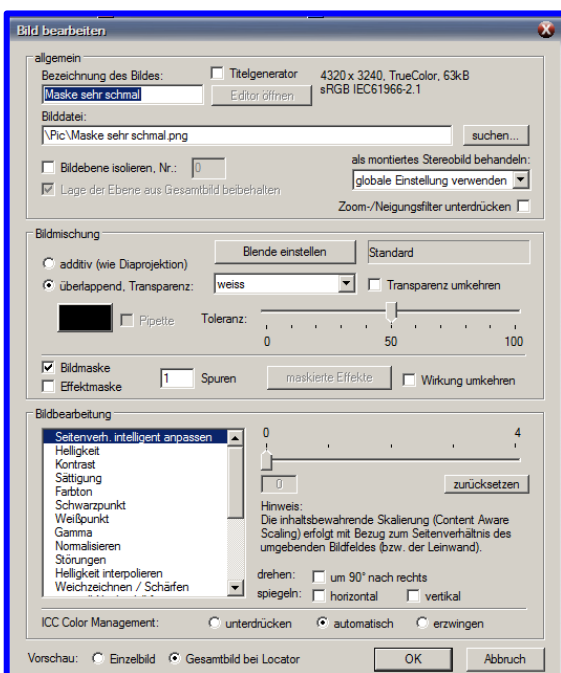 Bild bearbeiten
allgemein
Bezeichnung des Bildes:
Titelgenerator
4320 x 3240, TrueColor, 63kB
sRGB IEC61966-2.1
Maske sehr schmal
Editor öffnen
Bilddatei:
\Pic\Maske sehr schmal.png
suchen...
Bildebene isolieren, Nr.:
0
als montiertes Stereobild behandeln:
Lage der Ebene aus Gesamtbild beibehalten
globale Einstellung verwenden
Zoom-/Neigungsfilter unterdrücken
Bildmischung
Blende einstellen
Standard
additiv (wie Diaprojektion)
überlappend, Transparenz:
weiss
Transparenz umkehren
Pipette
Toleranz:
0 50 100
Bildmaske
Effektmaske
1
Spuren
maskierte Effekte
Wirkung umkehren
Bildbearbeitung
Seitenverh. intelligent anpassen
Helligkeit
Kontrast
Sättigung
Farbton
Schwarzpunkt
Weißpunkt
Gamma
Normalisieren
Störungen
Helligkeit interpolieren
Weichzeichnen / Schärfen
0 4
0
zurücksetzen
Hinweis:
Die inhaltsbewahrende Skalierung (Content Aware
Scaling) erfolgt mit Bezug zum Seitenverhältnis des
umgebenden Bildfeldes (bzw. der Leinwand).
drehen:
um 90° nach rechts
spiegeln:
horizontal
vertikal
ICC Color Management:
unterdrücken
automatisch
erzwingen
Vorschau:
Einzelbild
Gesamtbild bei Locator
OK
Abbruch